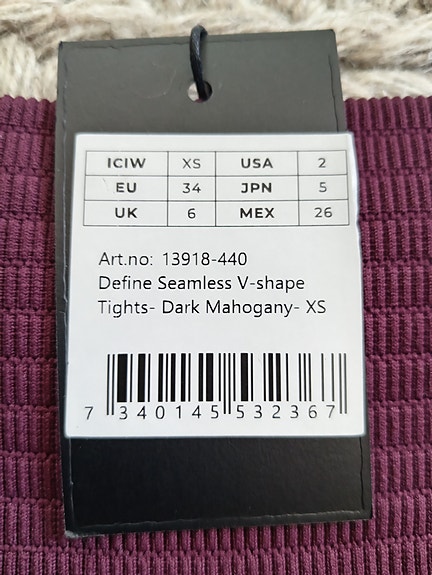 ICIW XS USA 2
EU 34 JPN 5
UK 6 MEX 26
Art.no: 13918-440
Define Seamless V-shape
Tights- Dark Mahogany- XS
7 340145 532367